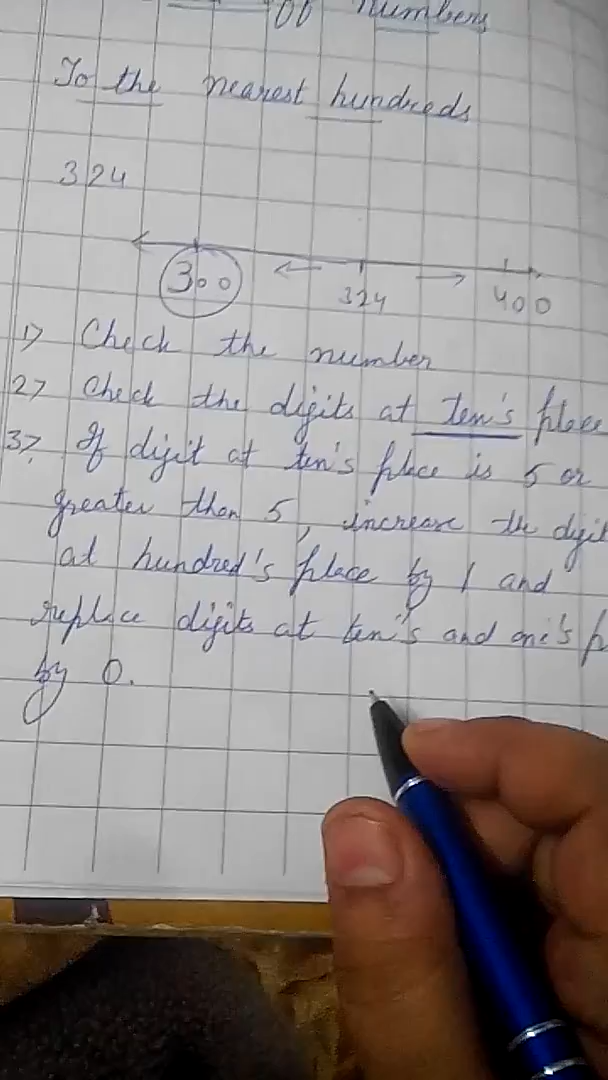 of numbers
To the nearest hundreds
324
300 324 400
1> Check the number
2> Check the digits at ten's place
3> If digit at ten's place is 5 or
greater than 5, increase the digit
at hundred's place by 1 and
replace digits at ten's and one's p
by 0.